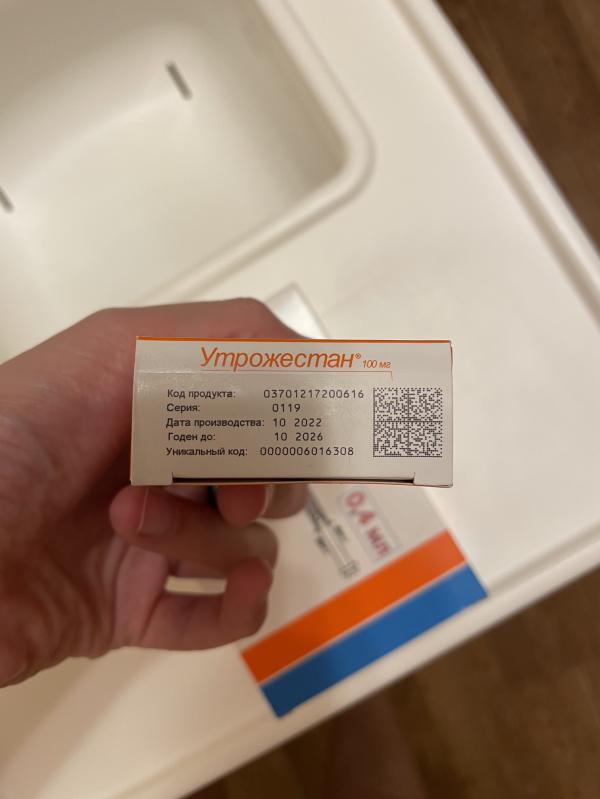 Утрожестан® 100 мг
Код продукта: 03701217200616
Серия: 0119
Дата производства: 10 2022
Годен до: 10 2026
Уникальный код: 0000006016308
0,4 мл